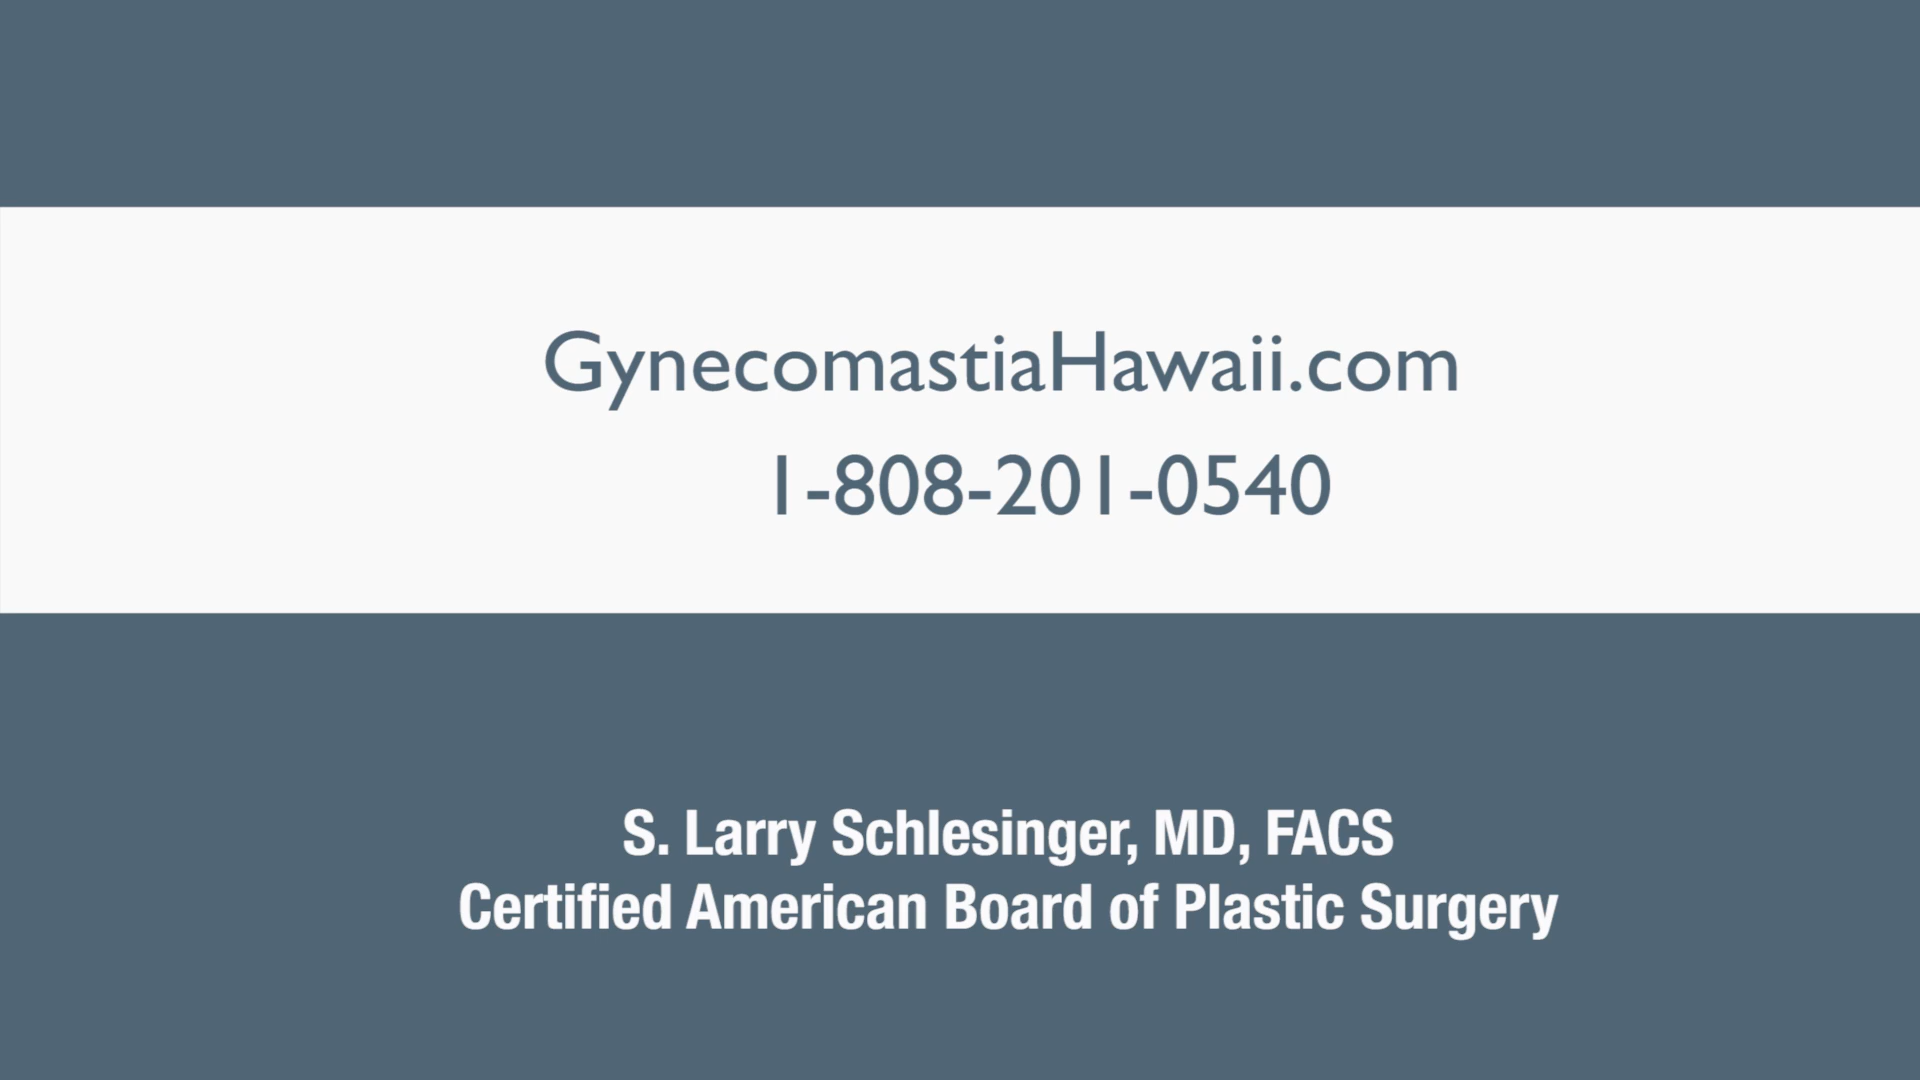 GynecomastiaHawaii.com
1-808-201-0540
S. Larry Schlesinger, MD, FACS
Certified American Board of Plastic Surgery